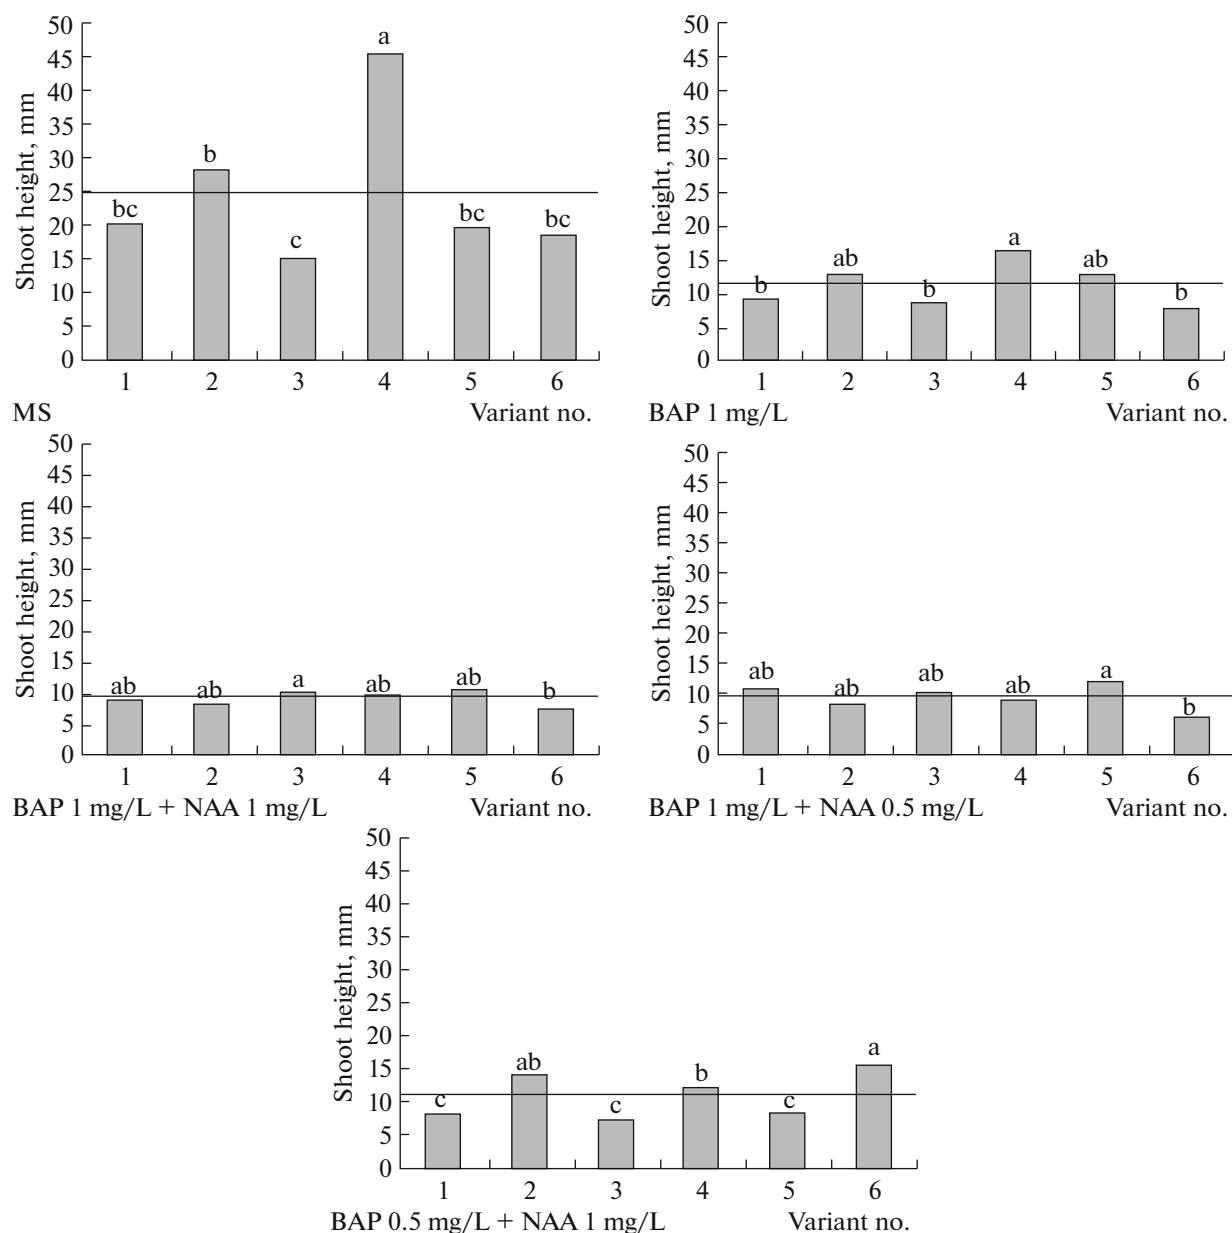 Shoot height, mm
50
45
40
35
30
25
20
15
10
5
0
bc
b
c
a
bc
bc
1 2 3 4 5 6
MS Variant no.
Shoot height, mm
50
45
40
35
30
25
20
15
10
5
0
b
ab
b
a
ab
b
1 2 3 4 5 6
BAP 1 mg/L Variant no.
Shoot height, mm
50
45
40
35
30
25
20
15
10
5
0
ab
ab
a
ab
ab
b
1 2 3 4 5 6
BAP 1 mg/L + NAA 1 mg/L Variant no.
Shoot height, mm
50
45
40
35
30
25
20
15
10
5
0
ab
ab
ab
ab
a
b
1 2 3 4 5 6
BAP 1 mg/L + NAA 0.5 mg/L Variant no.
Shoot height, mm
50
45
40
35
30
25
20
15
10
5
0
c
ab
c
b
c
a
1 2 3 4 5 6
BAP 0.5 mg/L + NAA 1 mg/L Variant no.